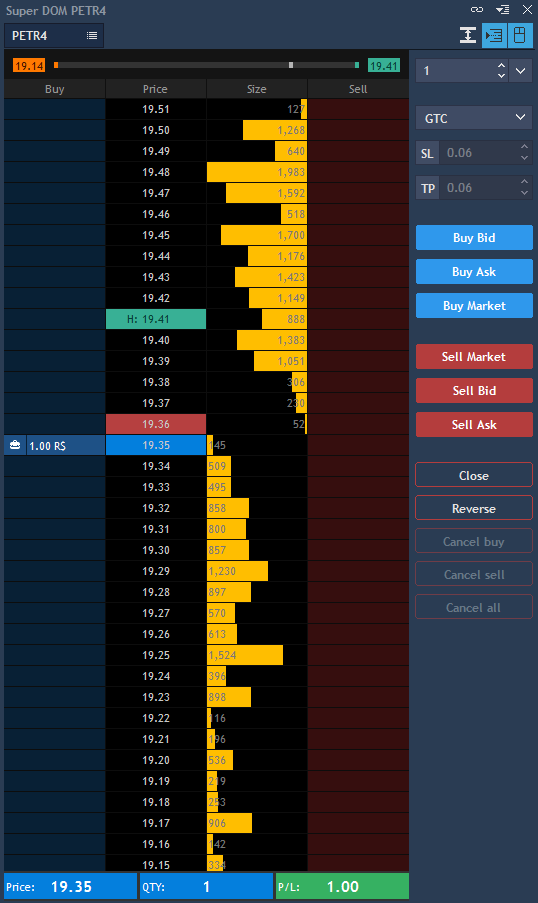 Super DOM PETR4
PETR4
19.14 19.41
Buy Price Size Sell
19.51 127
19.50 1,268
19.49 640
19.48 1,983
19.47 1,592
19.46 518
19.45 1,700
19.44 1,176
19.43 1,423
19.42 1,149
H: 19.41 888
19.40 1,383
19.39 1,051
19.38 306
19.37 230
19.36 52
1.00 R$ 19.35 145
19.34 509
19.33 495
19.32 858
19.31 800
19.30 857
19.29 1,230
19.28 897
19.27 570
19.26 613
19.25 1,524
19.24 396
19.23 898
19.22 116
19.21 196
19.20 536
19.19 219
19.18 253
19.17 906
19.16 142
19.15 334
Price: 19.35 QTY: 1 P/L: 1.00
1
GTC
SL 0.06
TP 0.06
Buy Bid
Buy Ask
Buy Market
Sell Market
Sell Bid
Sell Ask
Close
Reverse
Cancel buy
Cancel sell
Cancel all